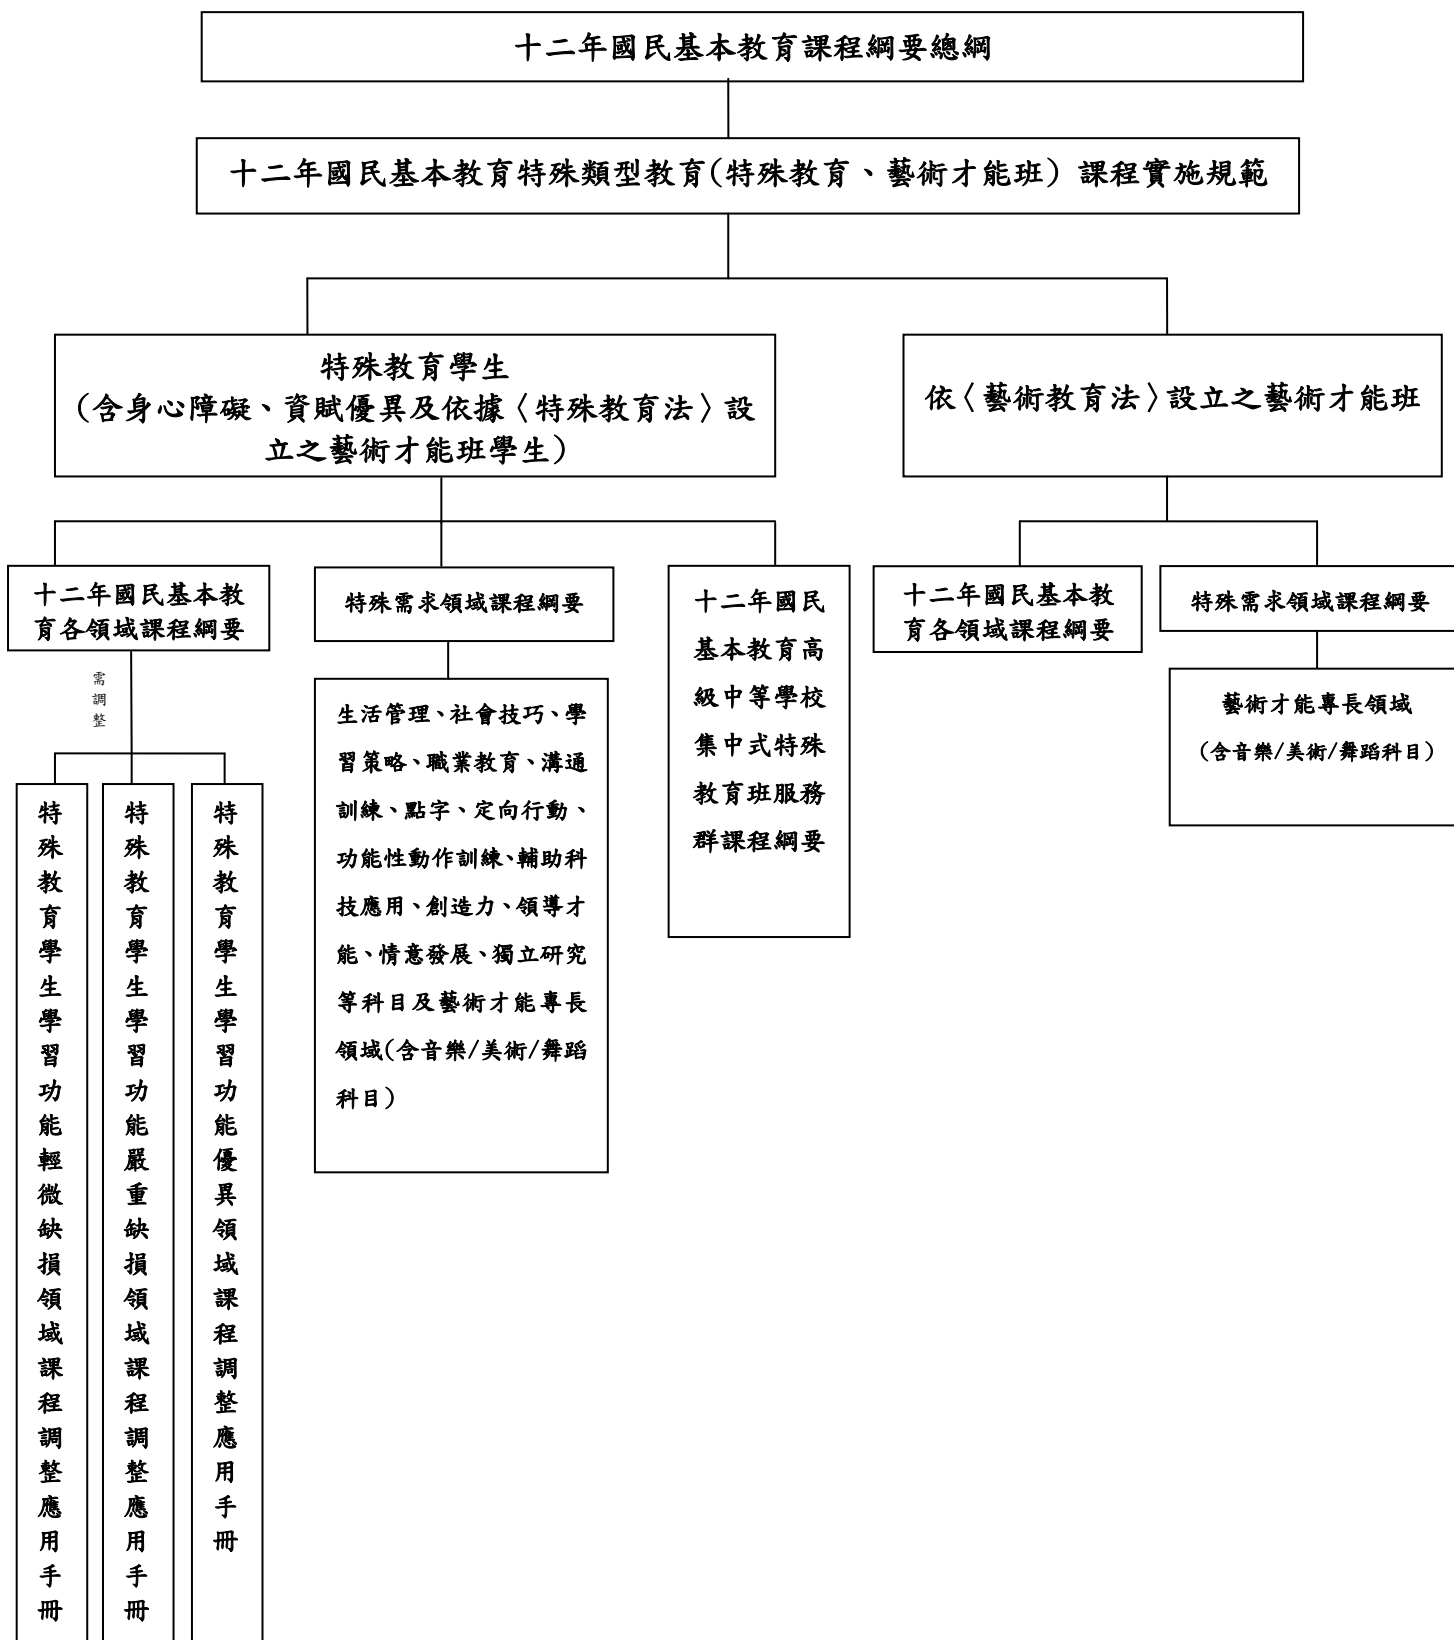 十二年國民基本教育課程綱要總綱
十二年國民基本教育特殊類型教育(特殊教育、藝術才能班) 課程實施規範
特殊教育學生
(含身心障礙、資賦優異及依據〈特殊教育法〉設
立之藝術才能班學生)
依〈藝術教育法〉設立之藝術才能班
十二年國民基本教
育各領域課程綱要
需調整
特殊教育學生學習功能輕微缺損領域課程調整應用手冊
特殊教育學生學習功能嚴重缺損領域課程調整應用手冊
特殊教育學生學習功能優異領域課程調整應用手冊
特殊需求領域課程綱要
生活管理、社會技巧、學
習策略、職業教育、溝通
訓練、點字、定向行動、
功能性動作訓練、輔助科
技應用、創造力、領導才
能、情意發展、獨立研究
等科目及藝術才能專長
領域(含音樂/美術/舞蹈
科目)
十二年國民
基本教育高
級中等學校
集中式特殊
教育班服務
群課程綱要
十二年國民基本教
育各領域課程綱要
特殊需求領域課程綱要
藝術才能專長領域
(含音樂/美術/舞蹈科目)